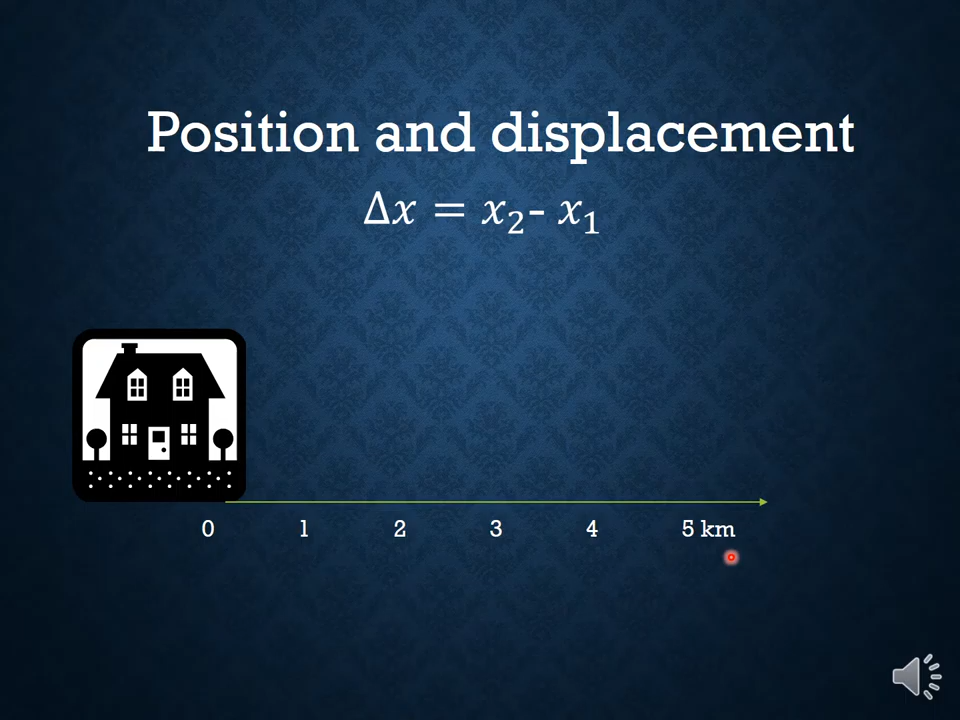 Position and displacement
Δ𝑥 = 𝑥₂- 𝑥₁
0 1 2 3 4 5 km